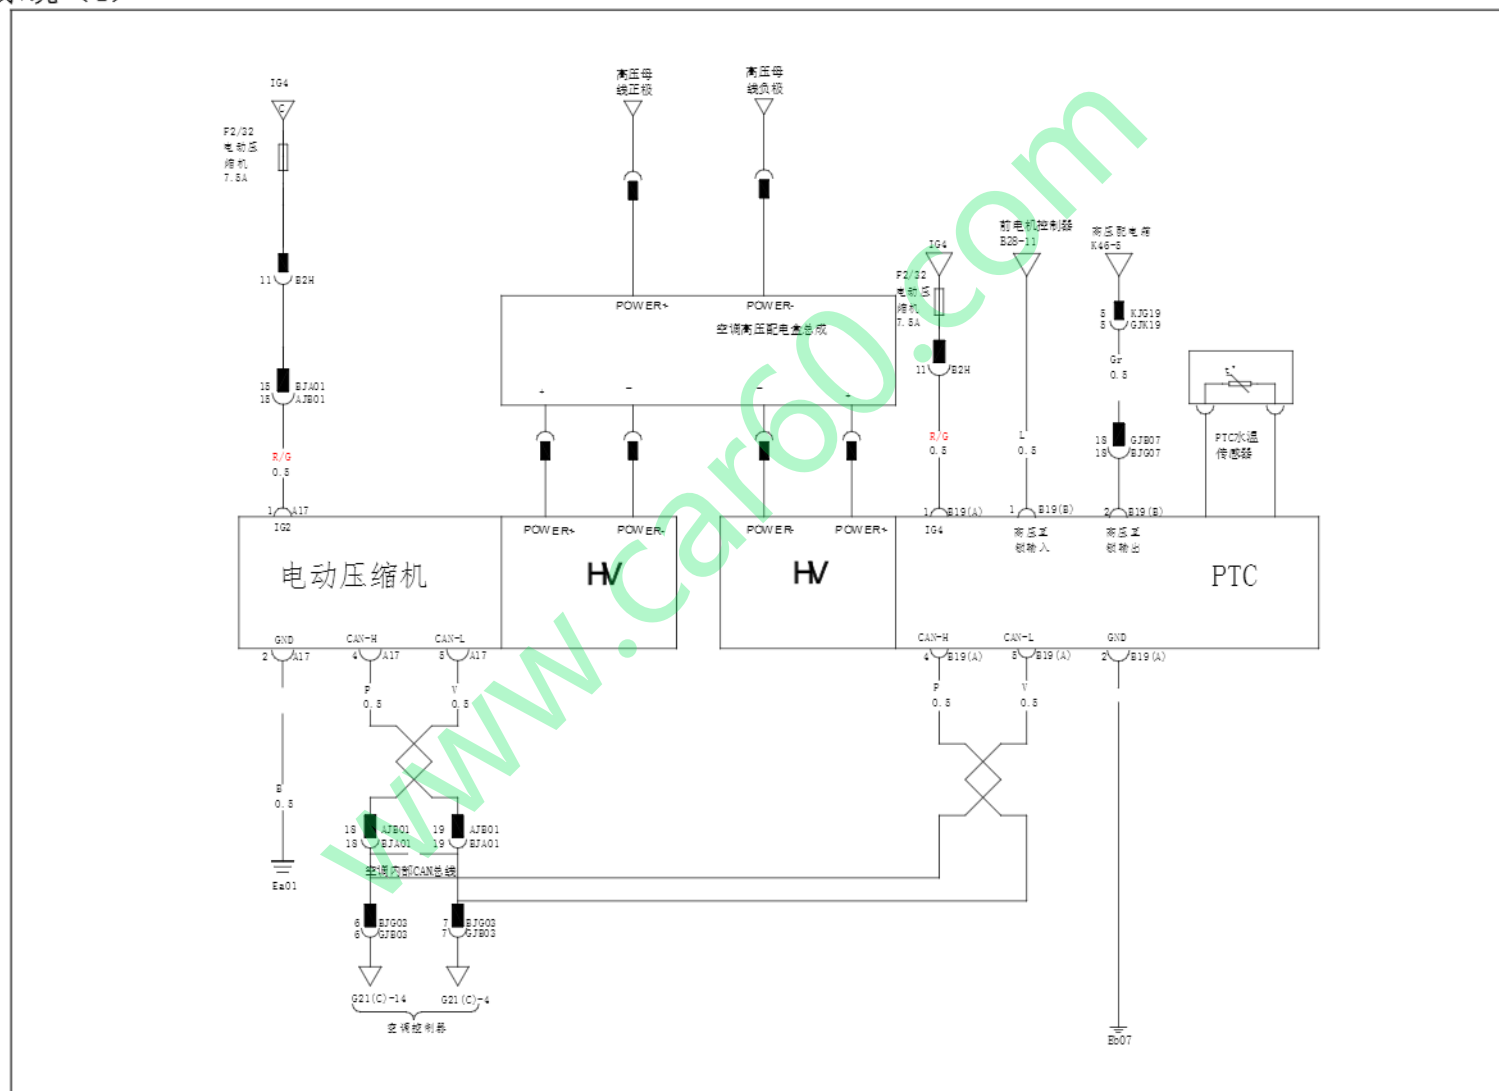 IG4
C
F2/32
电动压
缩机
7.5A
高压母
线正极
高压母
线负极
11
B2H
18
BJA01
18
AJB01
R/G
0.5
1
A17
IG2
电动压缩机
GND
CAN-H
CAN-L
2
A17
4
A17
5
A17
POWER+
POWER-
空调高压配电盒总成
+
-
-
+
POWER+
POWER-
HV
POWER-
POWER+
HV
IG4
F2/32
电动压
缩机
7.5A
11
B2H
R/G
0.5
前电机控制器
B28-11
L
0.5
高压配电箱
K46-5
5
KJG19
5
GJK19
Gr
0.5
18
GJB07
18
BJG07
t°
PTC水温
传感器
1
B19(A)
1
B19(B)
2
B19(B)
IG4
高压互
锁输入
高压互
锁输出
PTC
CAN-H
CAN-L
GND
4
B19(A)
5
B19(A)
2
B19(A)
P
0.5
V
0.5
P
0.5
V
0.5
B
0.5
Ea01
18
AJB01
18
BJA01
19
AJB01
19
BJA01
空调内部CAN总线
6
BJG03
6
GJB03
7
BJG03
7
GJB03
G21(C)-14
G21(C)-4
空调控制器
Eb07
www.car60.com